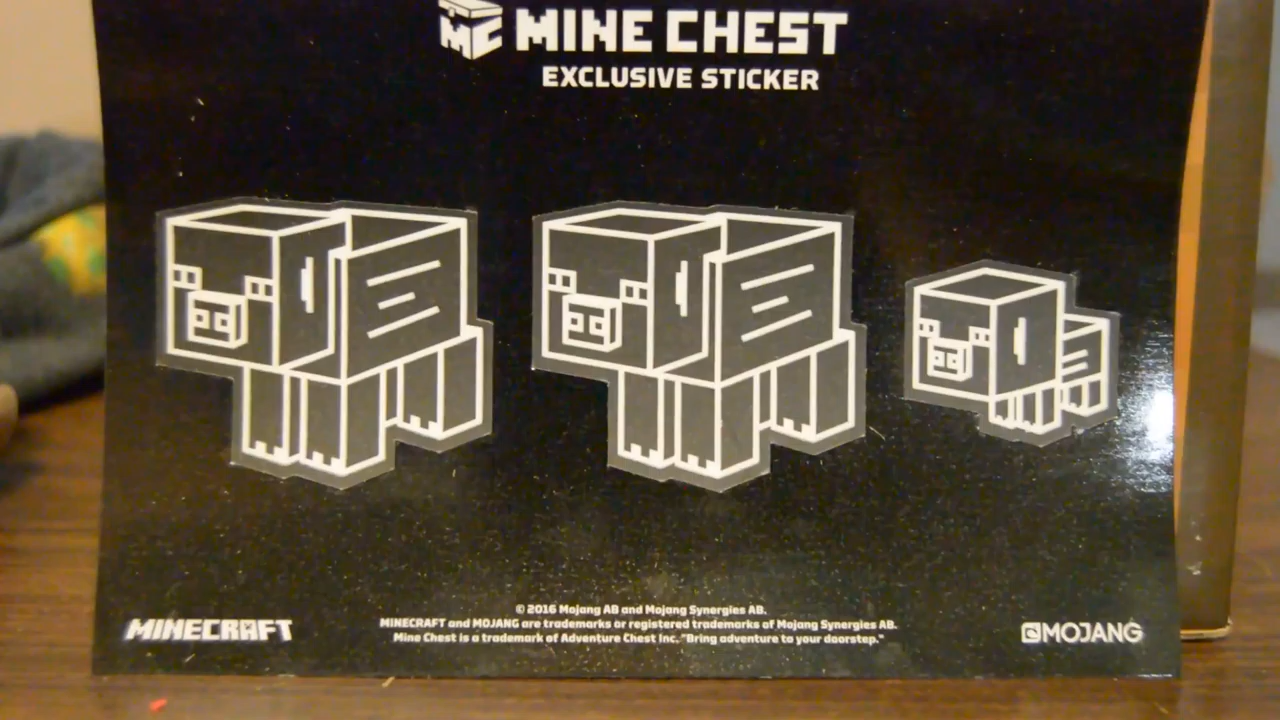 MC MINE CHEST
EXCLUSIVE STICKER
© 2016 Mojang AB and Mojang Synergies AB.
MINECRAFT and MOJANG are trademarks or registered trademarks of Mojang Synergies AB.
Mine Chest is a trademark of Adventure Chest Inc. "Bring adventure to your doorstep."
MINECRAFT
MOJANG